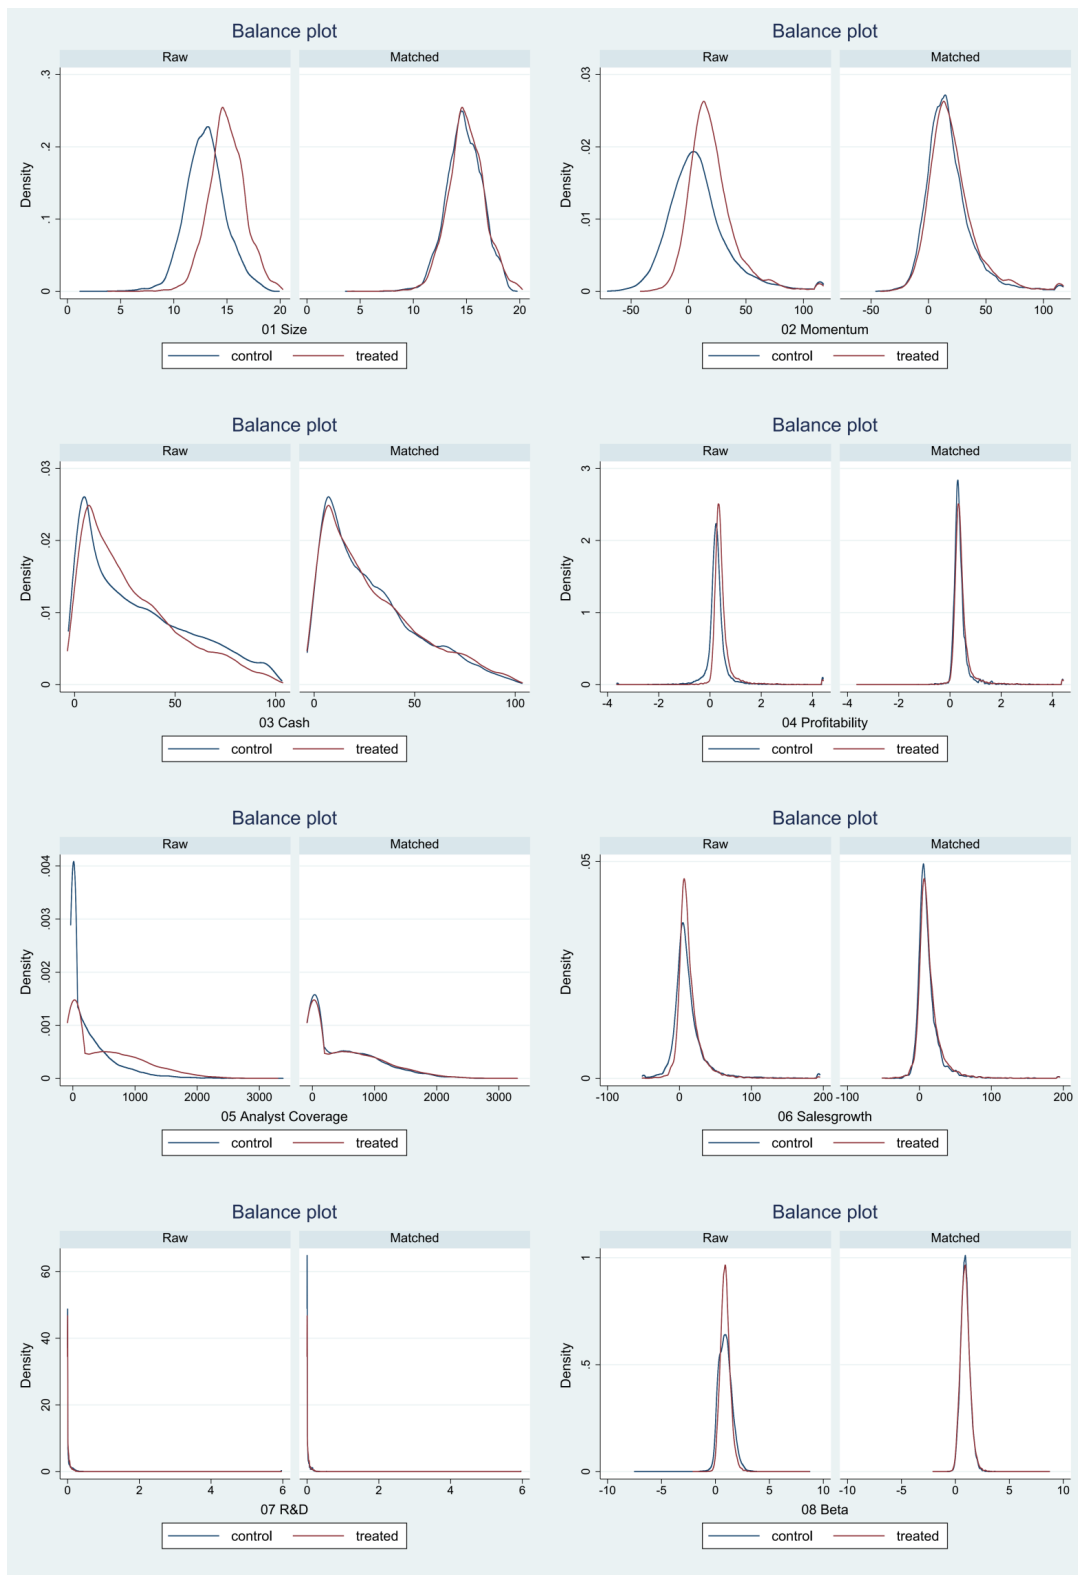 Balance plot
Raw Matched
.3
.2
.1
0
Density
0 5 10 15 20 0 5 10 15 20
01 Size
control treated
Balance plot
Raw Matched
.03
.02
.01
0
Density
-50 0 50 100 -50 0 50 100
02 Momentum
control treated
Balance plot
Raw Matched
.03
.02
.01
0
Density
0 50 100 0 50 100
03 Cash
control treated
Balance plot
Raw Matched
3
2
1
0
Density
-4 -2 0 2 4 -4 -2 0 2 4
04 Profitability
control treated
Balance plot
Raw Matched
.004
.003
.002
.001
0
Density
0 1000 2000 3000 0 1000 2000 3000
05 Analyst Coverage
control treated
Balance plot
Raw Matched
.05
0
Density
-100 0 100 200 -100 0 100 200
06 Salesgrowth
control treated
Balance plot
Raw Matched
60
40
20
0
Density
0 2 4 6 0 2 4 6
07 R&D
control treated
Balance plot
Raw Matched
1
.5
0
Density
-10 -5 0 5 10 -10 -5 0 5 10
08 Beta
control treated